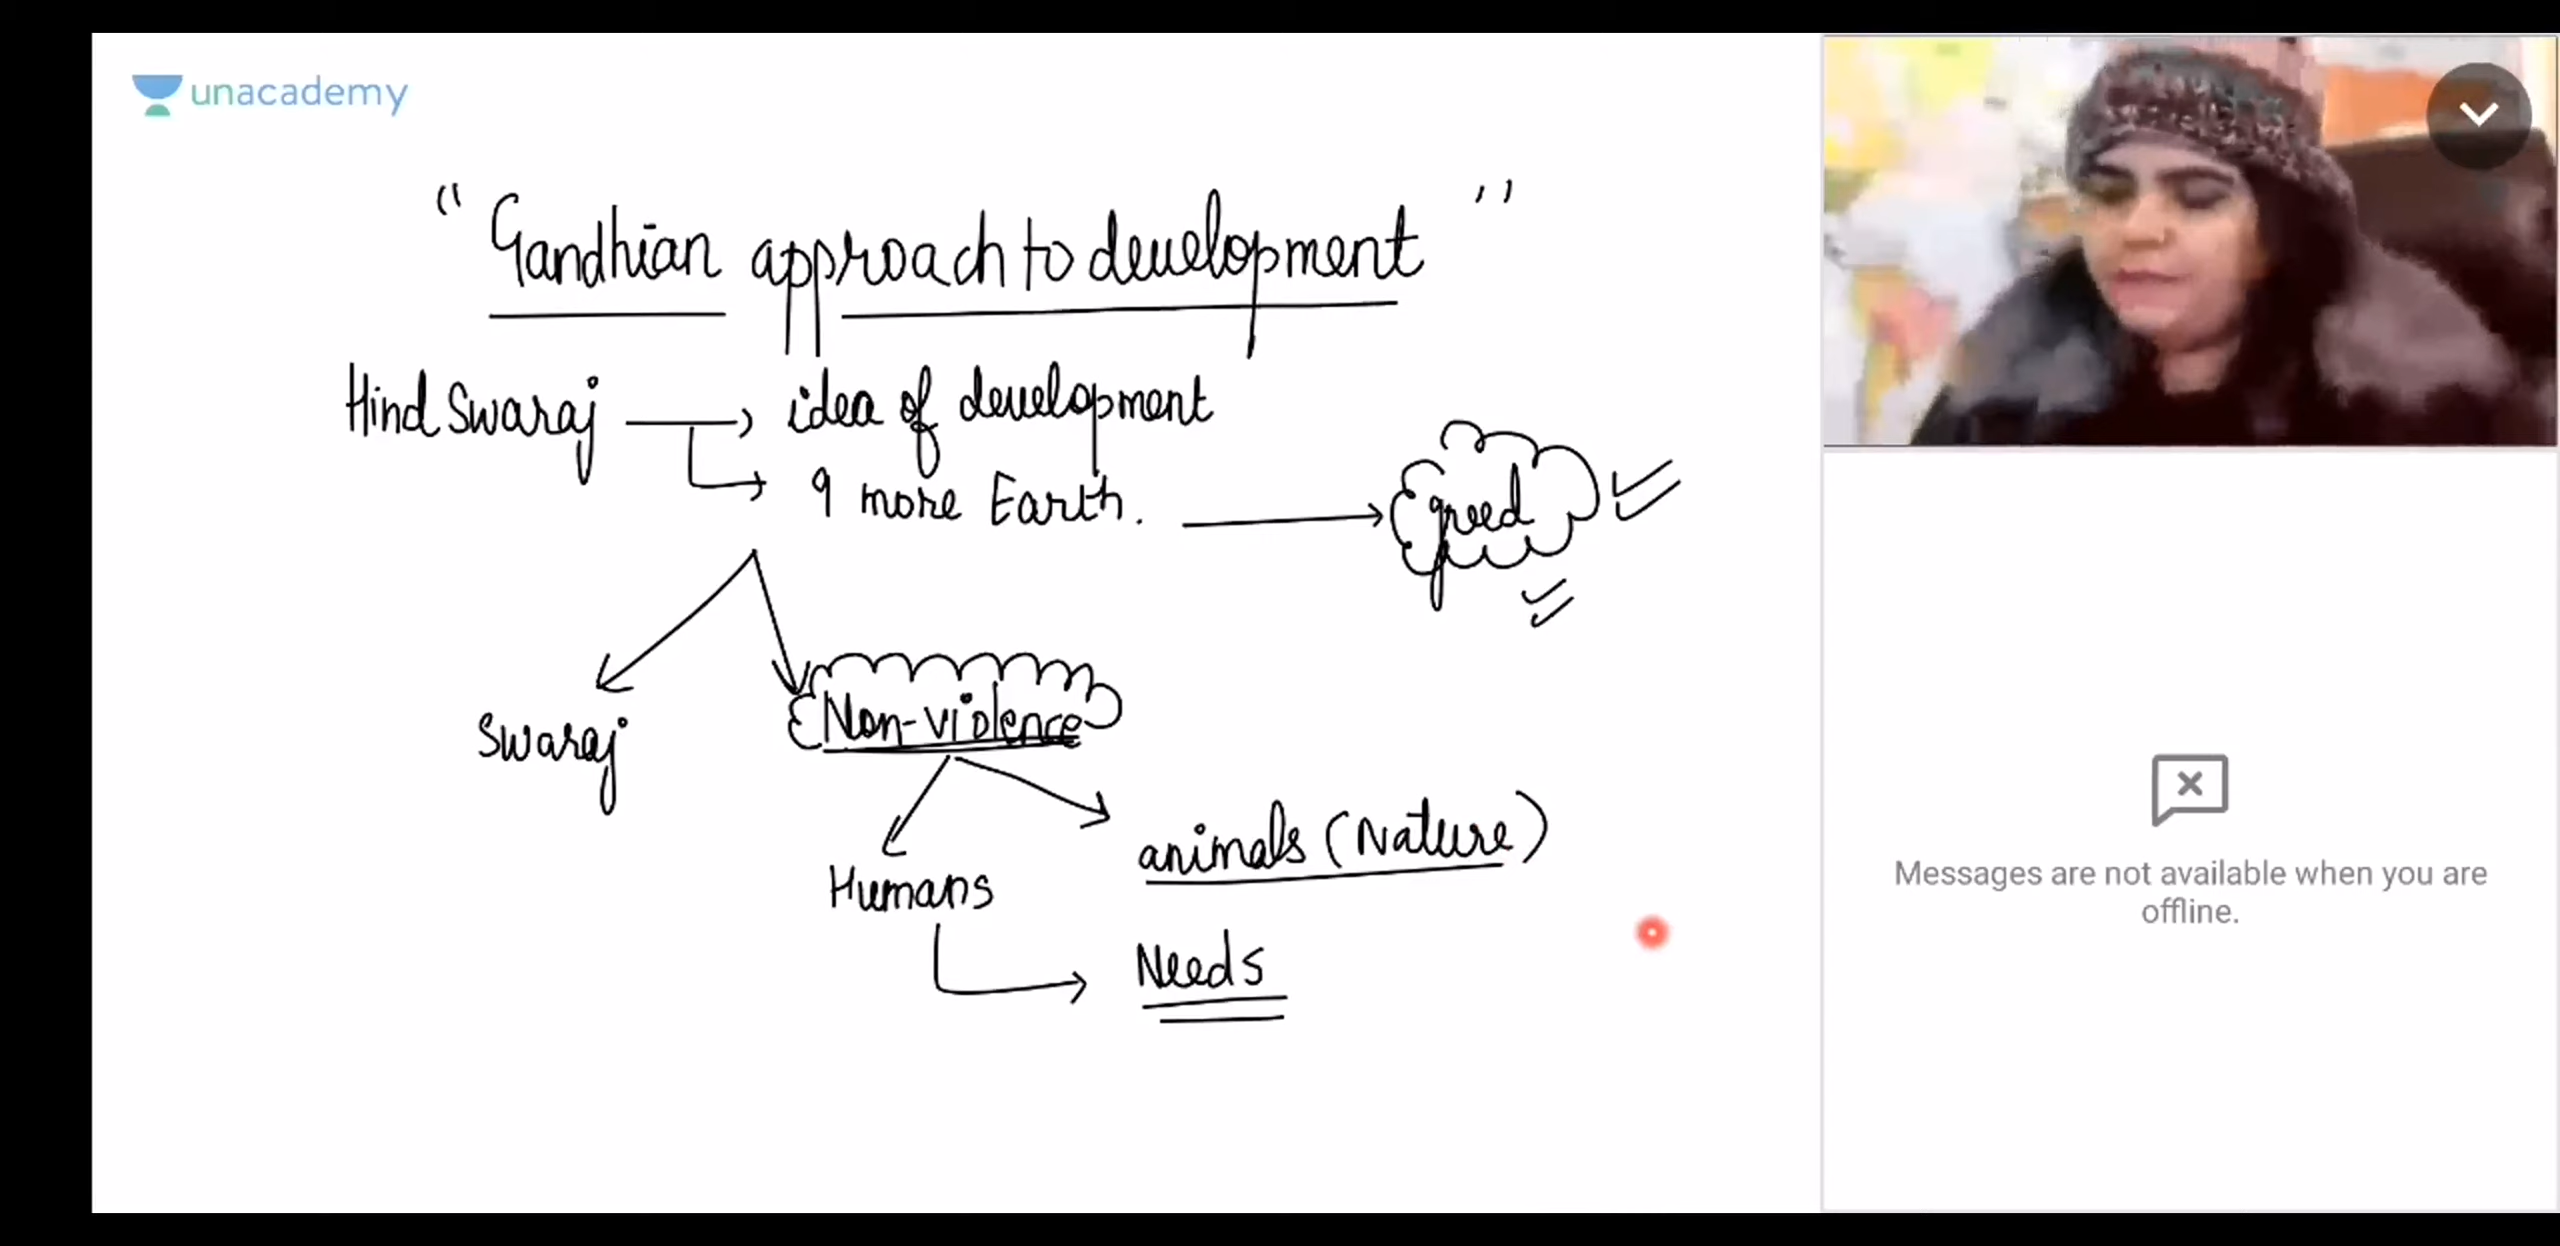 unacademy
" Gandhian approach to development "
Hind Swaraj → idea of development
→ 9 more Earth. → greed
Swaraj
Non-violence
animals (Nature)
Humans
Needs
Messages are not available when you are
offline.